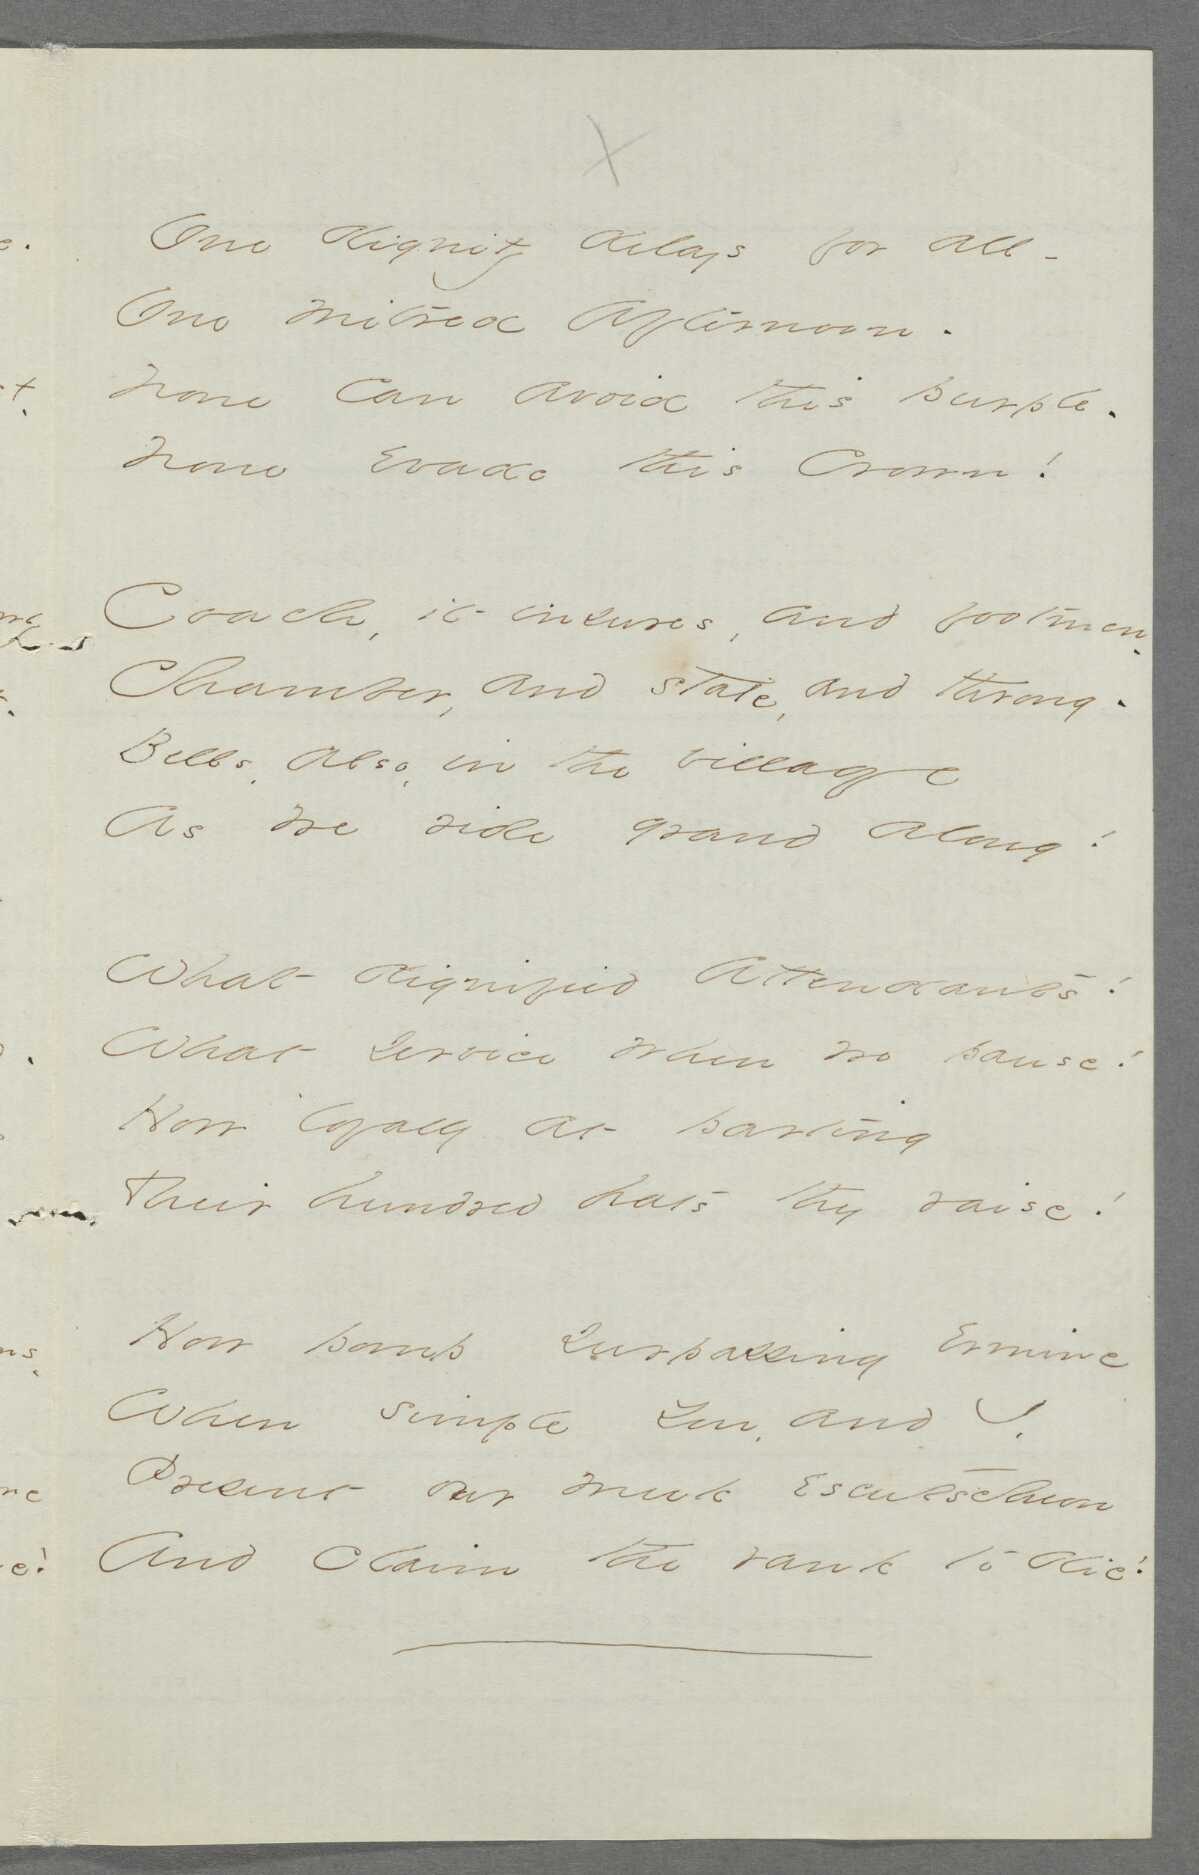 One dignity delays for all -
One mitred Afternoon.
None can avoid this purple.
None evade this Crown!
Coach, it insures, and footmen.
Chamber, and state, and throng.
Bells, also, in the village
As we ride grand along!
What dignified Attendants!
What service when we pause!
How loyally at parting
Their hundred hats they raise!
How pomp surpassing Ermine
When simple You, and I,
Present our meek escutscheon
And claim the rank to die!